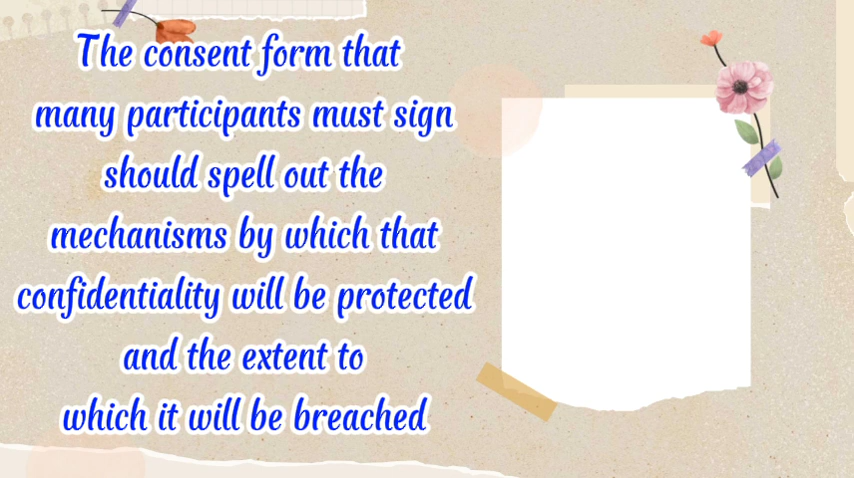 The consent form that
many participants must sign
should spell out the
mechanisms by which that
confidentiality will be protected
and the extent to
which it will be breached